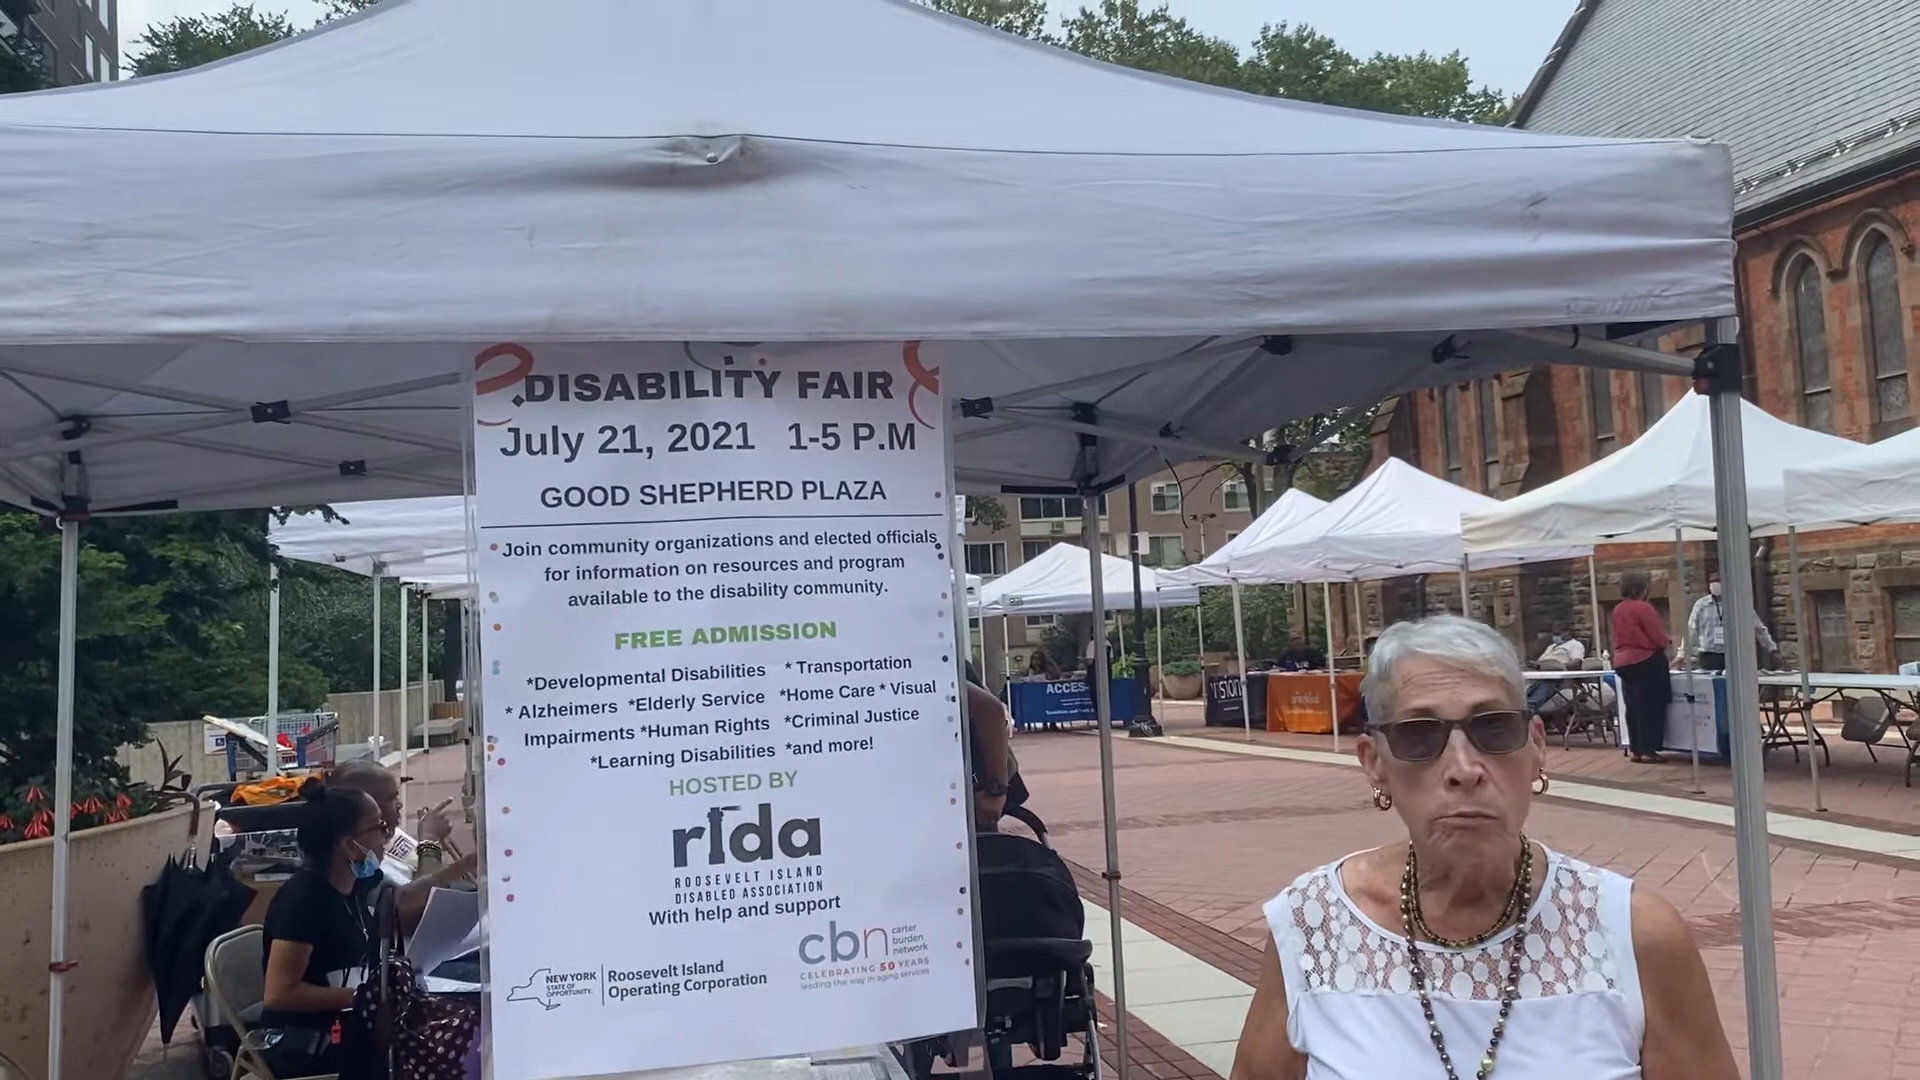 DISABILITY FAIR
July 21, 2021 1-5 P.M
GOOD SHEPHERD PLAZA
Join community organizations and elected officials
for information on resources and program
available to the disability community.
FREE ADMISSION
*Developmental Disabilities * Transportation
* Alzheimers *Elderly Service *Home Care * Visual
Impairments *Human Rights *Criminal Justice
*Learning Disabilities *and more!
HOSTED BY
rida
ROOSEVELT ISLAND
DISABLED ASSOCIATION
With help and support
NEW YORK
STATE OF
OPPORTUNITY.
Roosevelt Island
Operating Corporation
cbn
carter
burden
network
CELEBRATING 50 YEARS
leading the way in aging services
ACCES-